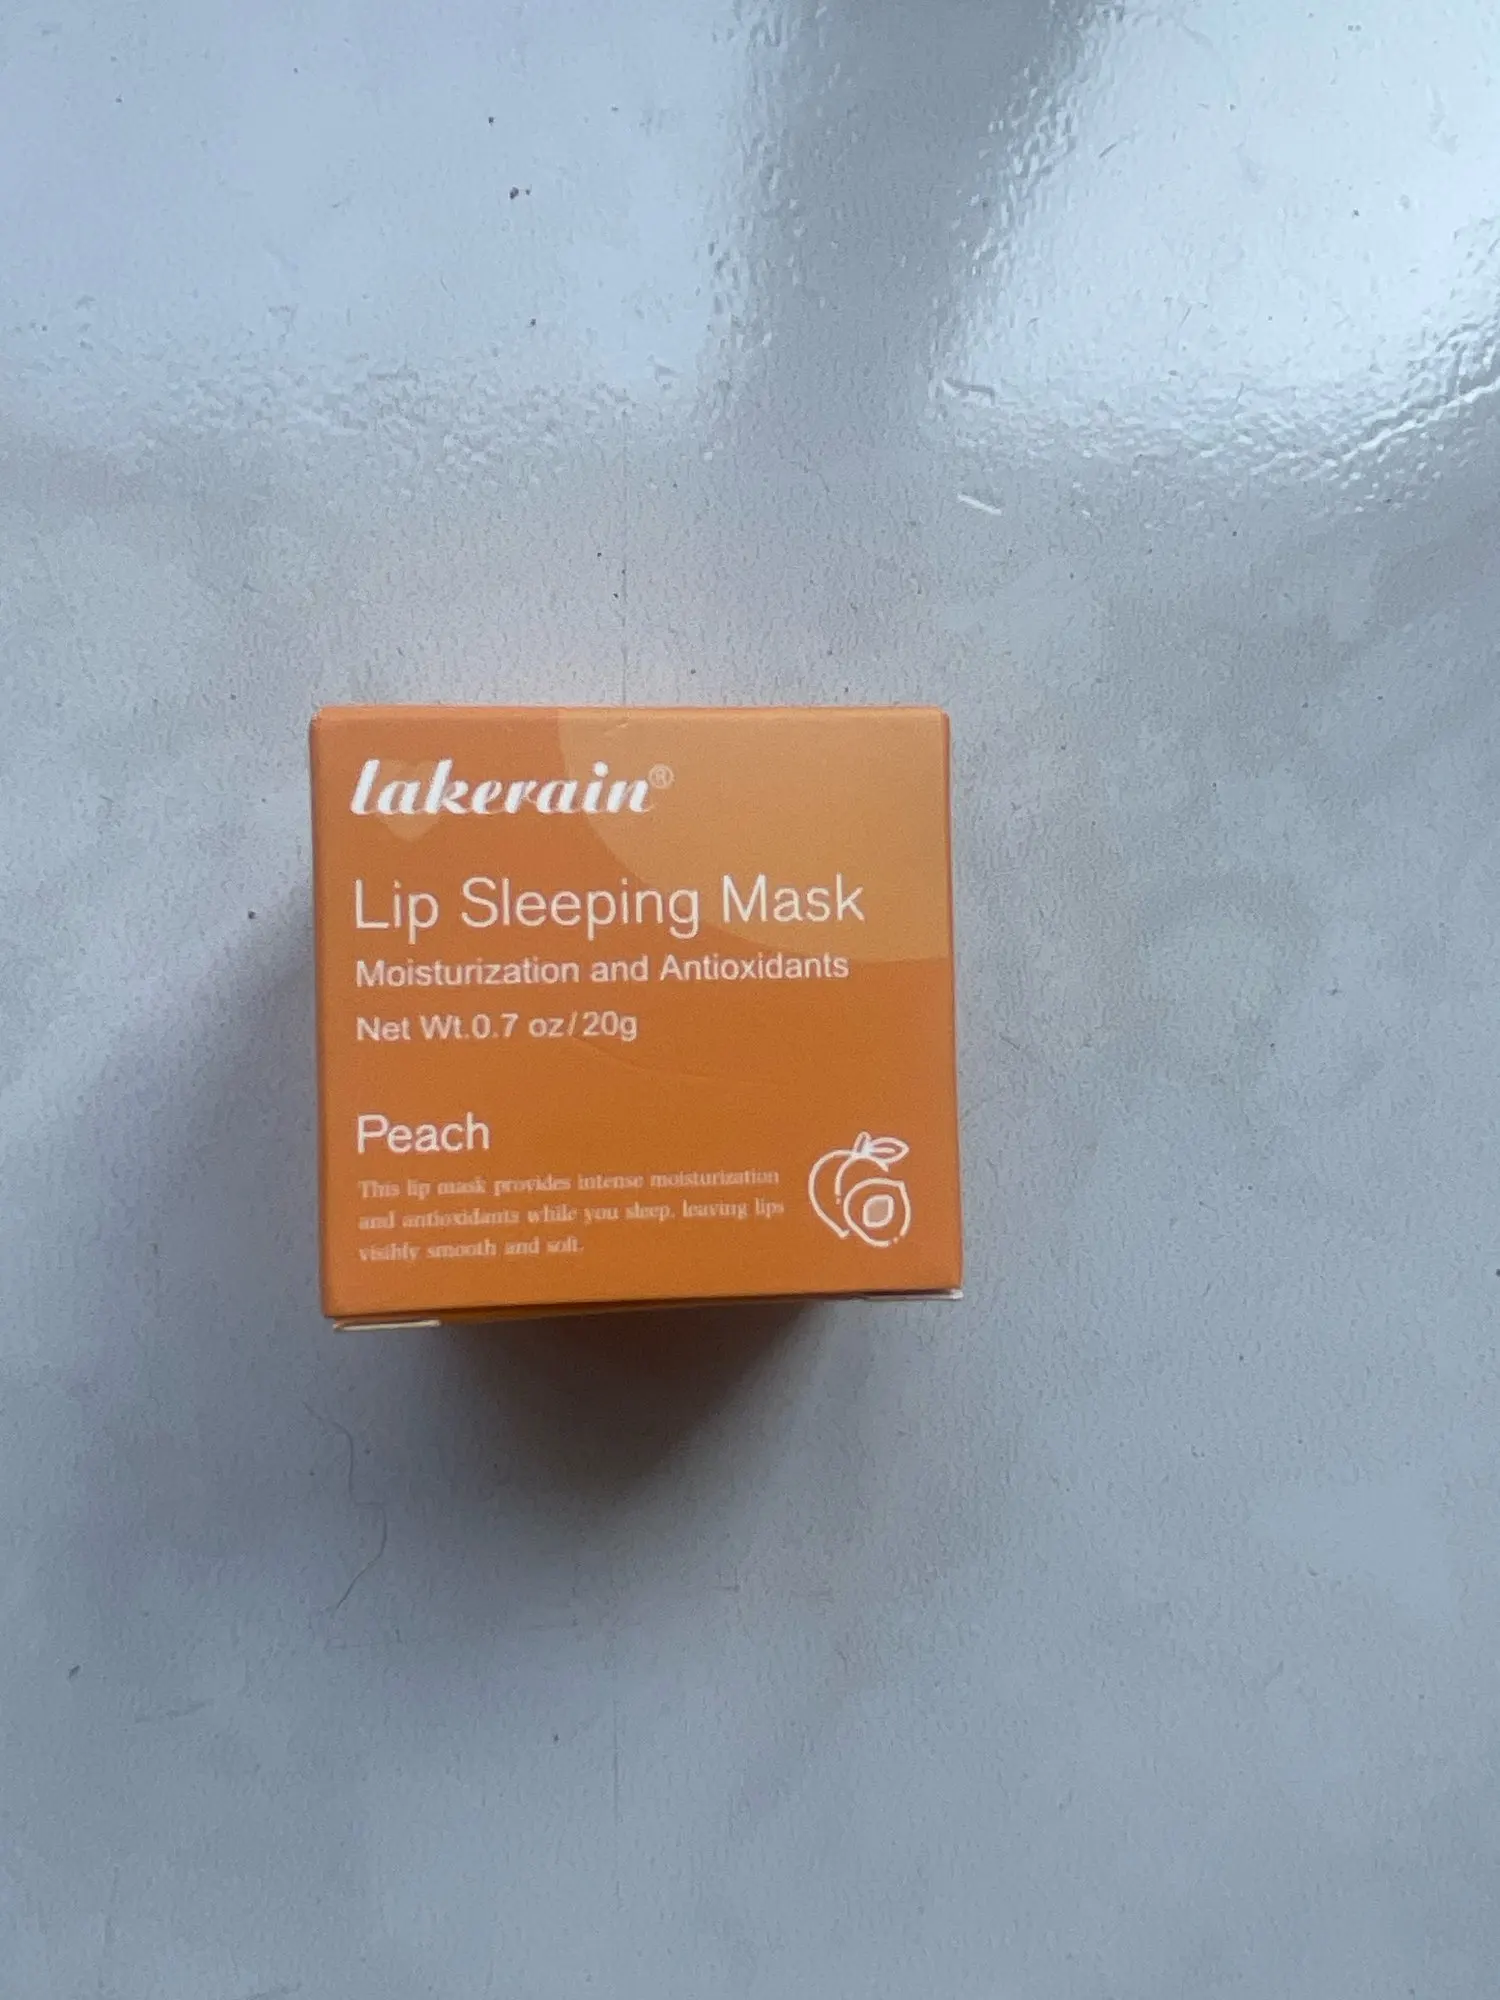 lakerain®
Lip Sleeping Mask
Moisturization and Antioxidants
Net Wt.0.7 oz/20g
Peach
This lip mask provides intense moisturization
and antioxidants while you sleep, leaving lips
visibly smooth and soft.